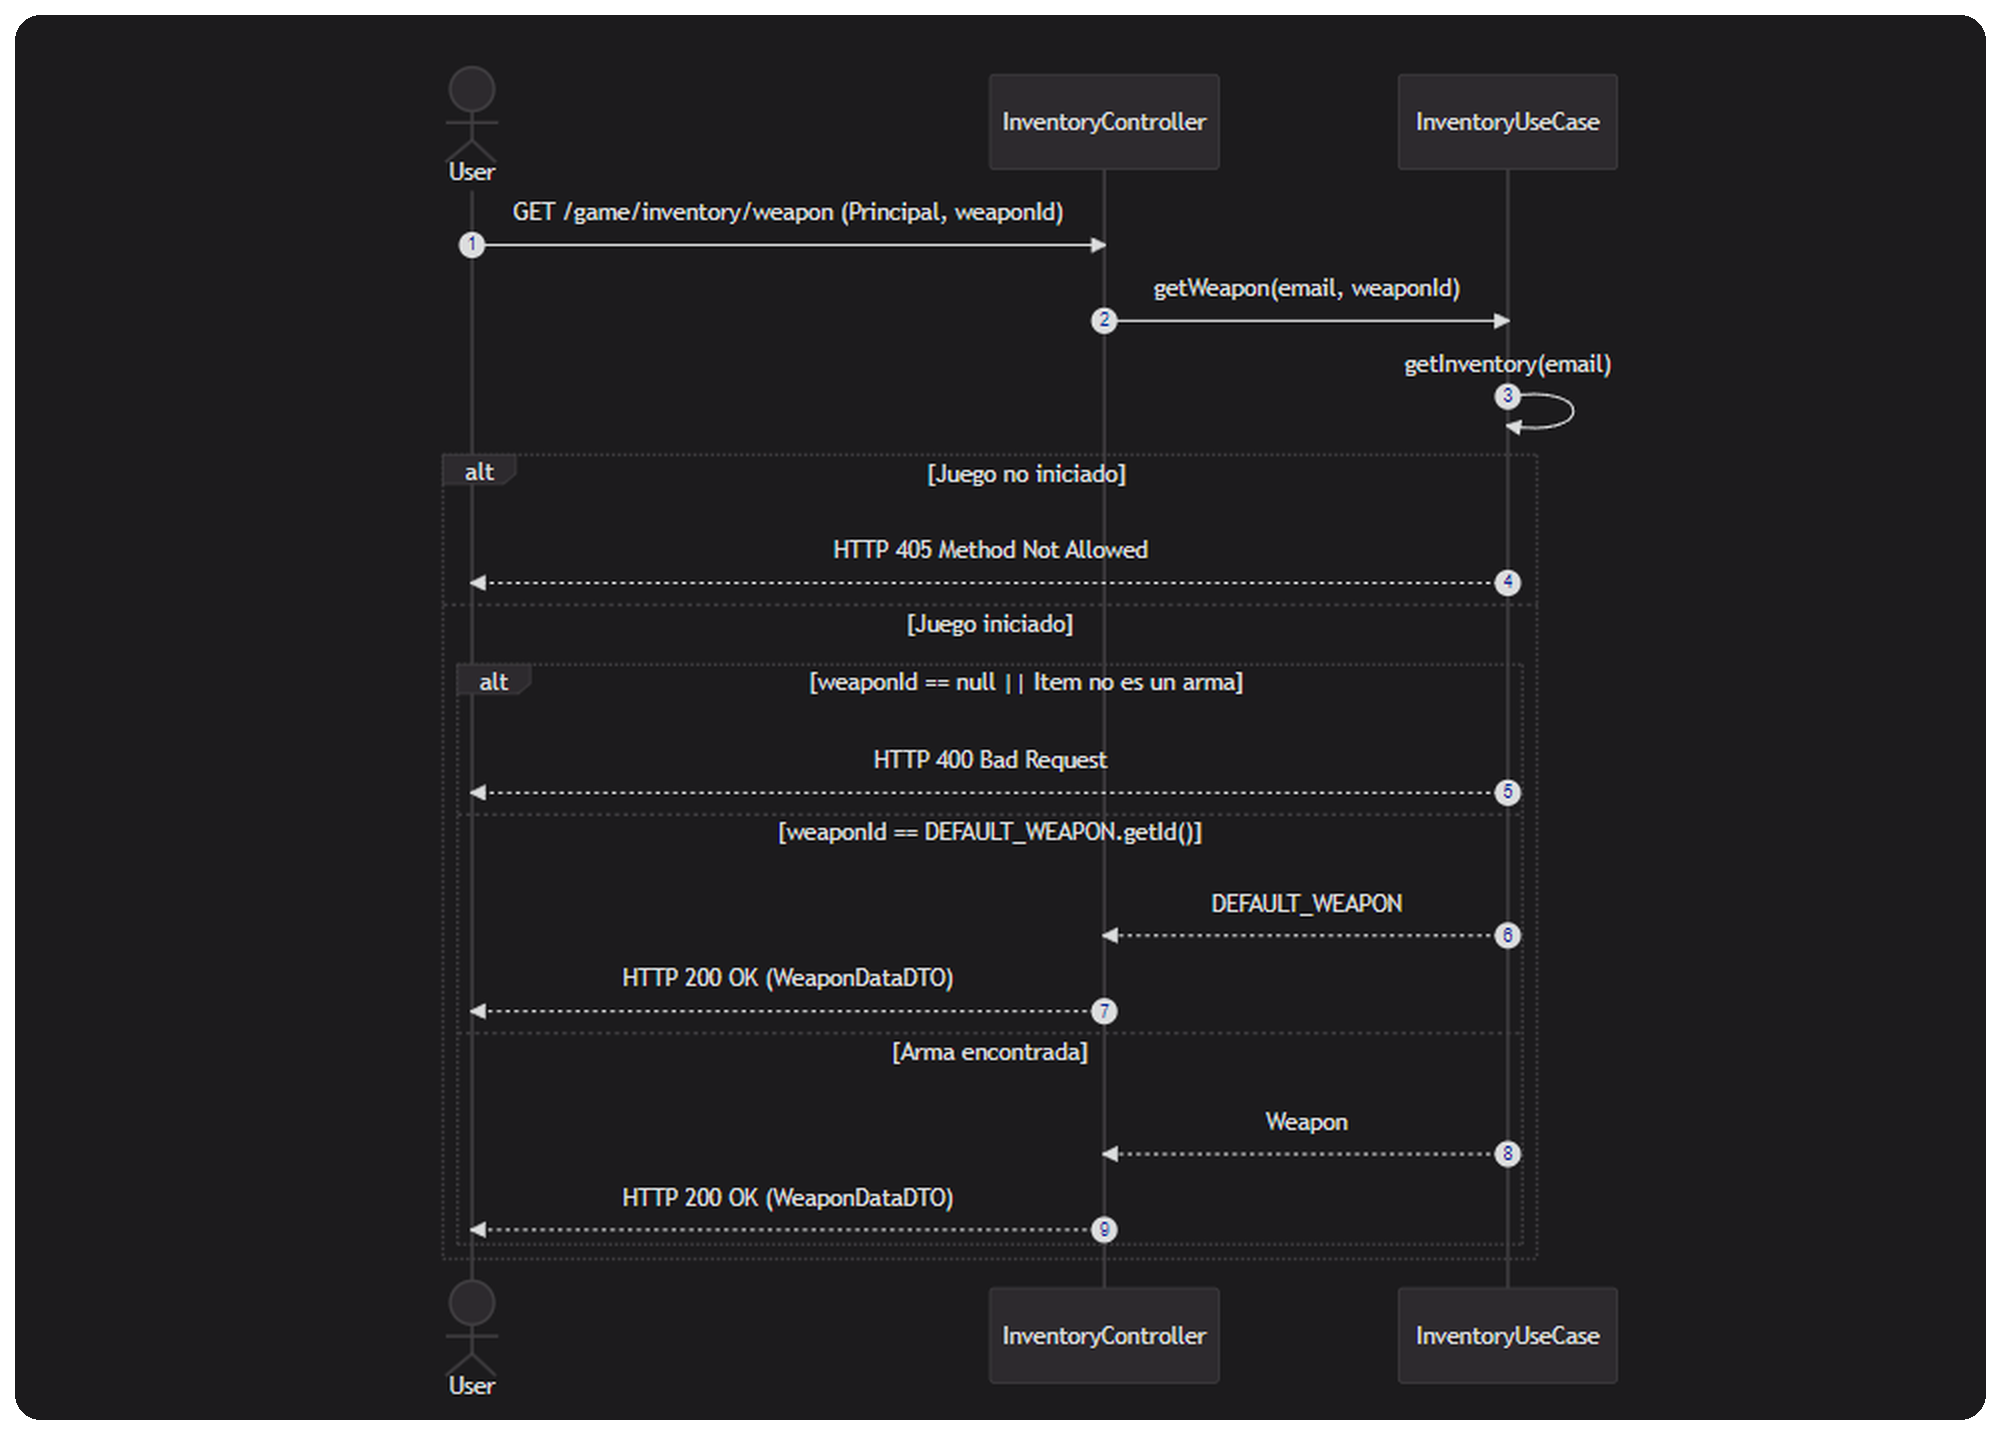 User
InventoryController
InventoryUseCase
GET /game/inventory/weapon (Principal, weaponId)
1
getWeapon(email, weaponId)
2
getInventory(email)
3
alt
[Juego no iniciado]
HTTP 405 Method Not Allowed
4
[Juego iniciado]
alt
[weaponId == null || Item no es un arma]
HTTP 400 Bad Request
5
[weaponId == DEFAULT_WEAPON.getId()]
DEFAULT_WEAPON
6
HTTP 200 OK (WeaponDataDTO)
7
[Arma encontrada]
Weapon
8
HTTP 200 OK (WeaponDataDTO)
9
User
InventoryController
InventoryUseCase